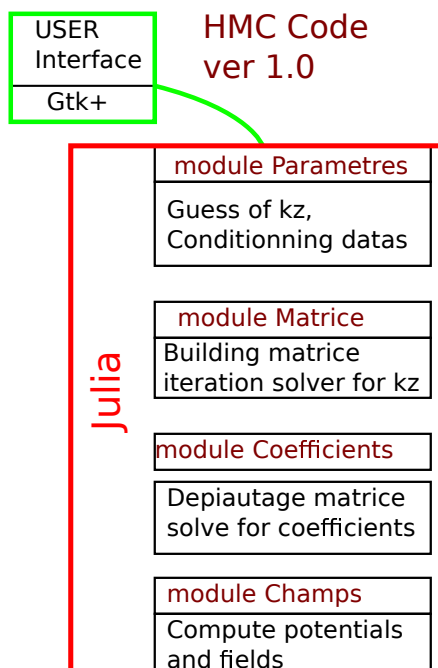 USER
Interface
Gtk+
HMC Code
ver 1.0
Julia
module Parametres
Guess of kz,
Conditionning datas
module Matrice
Building matrice
iteration solver for kz
module Coefficients
Depiautage matrice
solve for coefficients
module Champs
Compute potentials
and fields